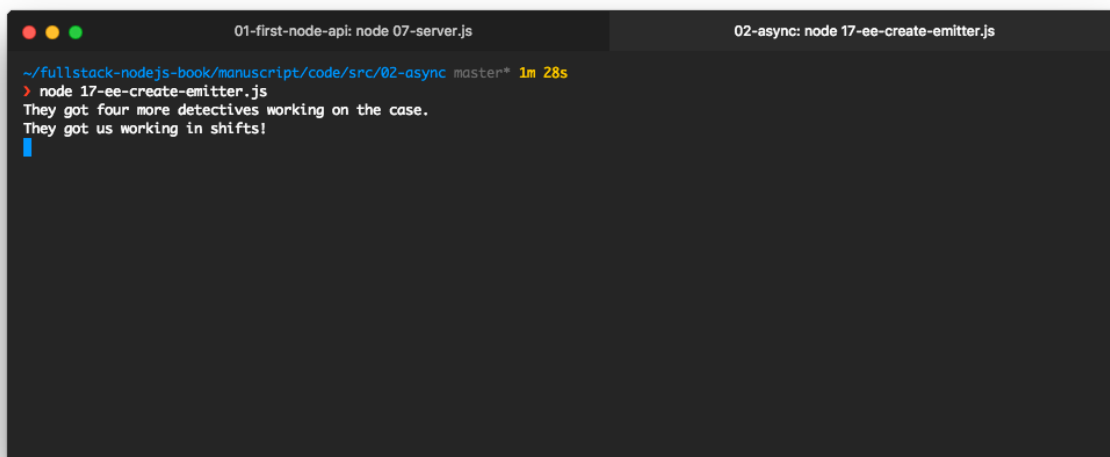 01-first-node-api: node 07-server.js
02-async: node 17-ee-create-emitter.js
~/fullstack-nodejs-book/manuscript/code/src/02-async master* 1m 28s
❯ node 17-ee-create-emitter.js
They got four more detectives working on the case.
They got us working in shifts!